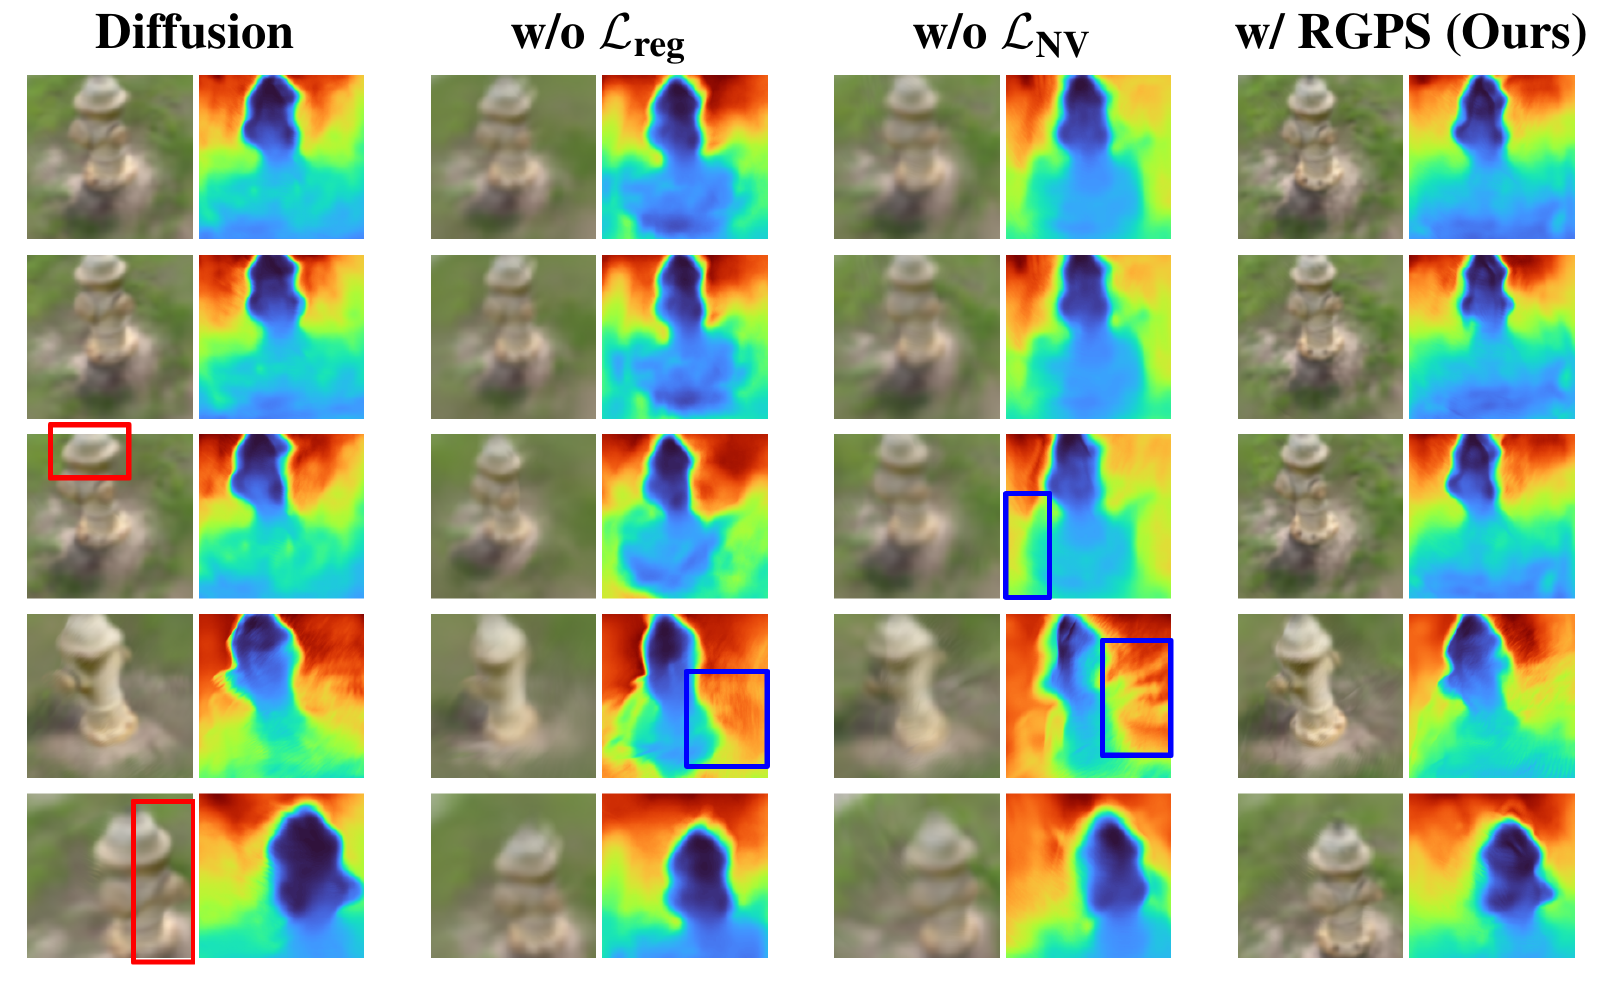 Diffusion
w/o ℒreg
w/o ℒNV
w/ RGPS (Ours)